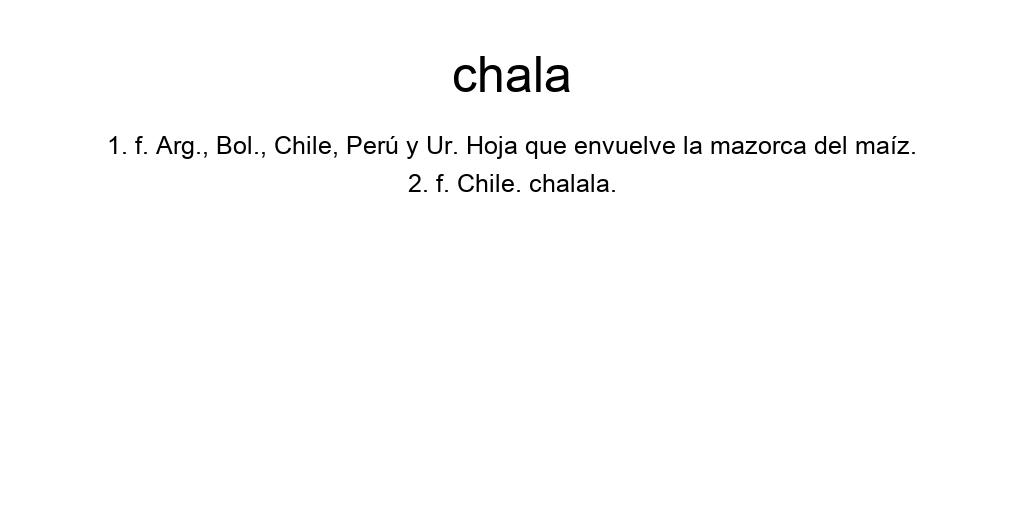 chala
1. f. Arg., Bol., Chile, Perú y Ur. Hoja que envuelve la mazorca del maíz.
2. f. Chile. chalala.